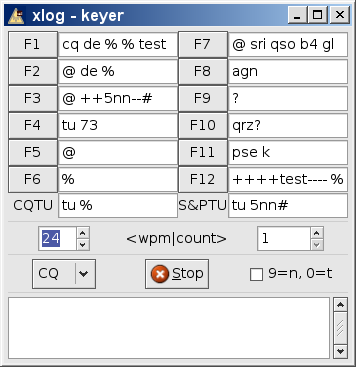 xlog - keyer
F1 cq de % % test F7 @ sri qso b4 gl
F2 @ de % F8 agn
F3 @ ++5nn--# F9 ?
F4 tu 73 F10 qrz?
F5 @ F11 pse k
F6 % F12 ++++test----%
CQTU tu % S&PTU tu 5nn#
24 <wpm|count> 1
CQ Stop 9=n, 0=t